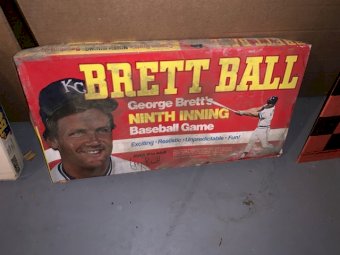 KC
BRETT BALL
George Brett's
NINTH INNING
Baseball Game
Exciting · Realistic · Unpredictable · Fun!